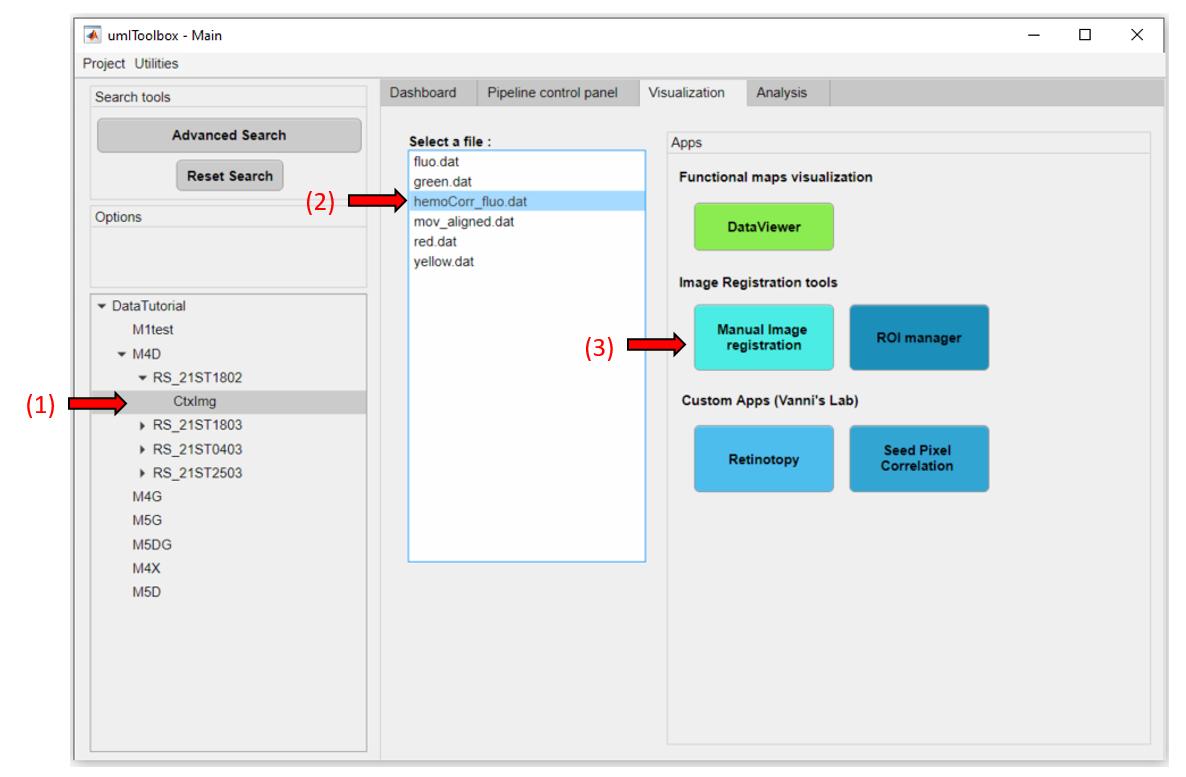 umIToolbox - Main
Project Utilities
Search tools
Advanced Search
Reset Search
Options
DataTutorial
M1test
M4D
RS_21ST1802
CtxImg
RS_21ST1803
RS_21ST0403
RS_21ST2503
M4G
M5G
M5DG
M4X
M5D
(1)
Dashboard Pipeline control panel Visualization Analysis
Select a file :
fluo.dat
green.dat
hemoCorr_fluo.dat
mov_aligned.dat
red.dat
yellow.dat
(2)
Apps
Functional maps visualization
DataViewer
Image Registration tools
(3)
Manual Image
registration
ROI manager
Custom Apps (Vanni's Lab)
Retinotopy
Seed Pixel
Correlation